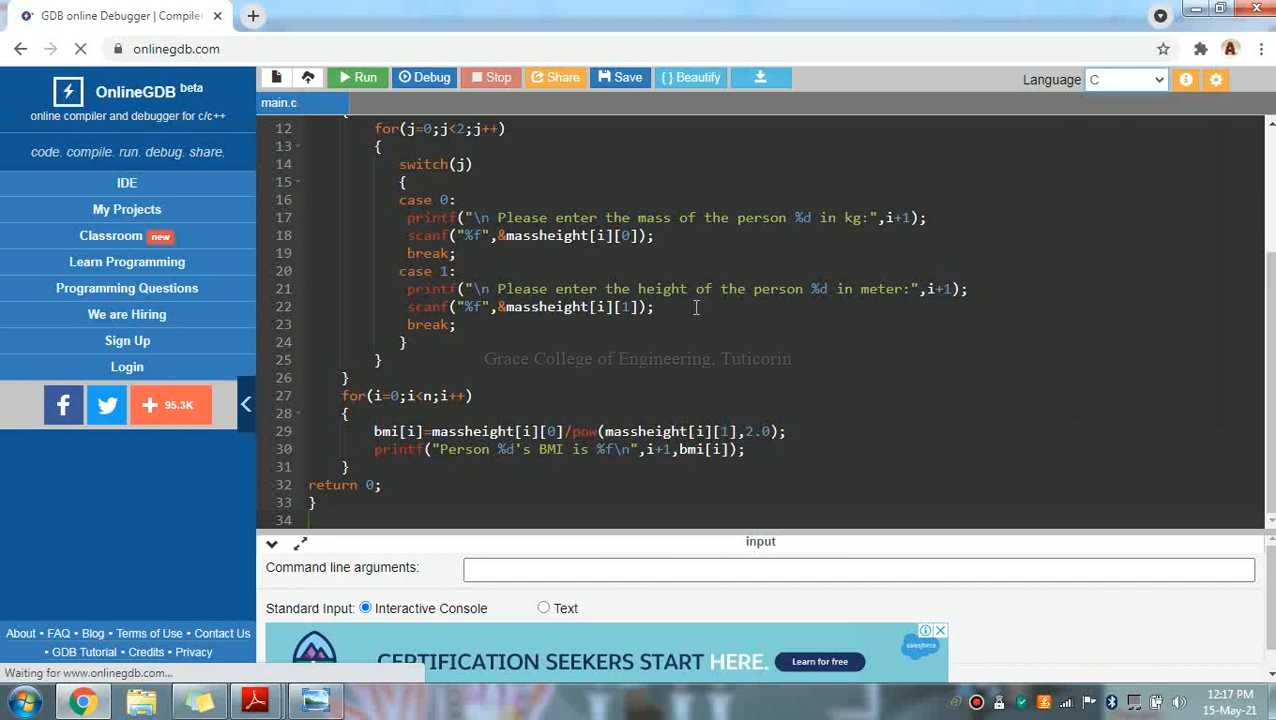 GDB online Debugger | Compiler
onlinegdb.com
OnlineGDB beta
online compiler and debugger for c/c++
code. compile. run. debug. share.
IDE
My Projects
Classroom new
Learn Programming
Programming Questions
We are Hiring
Sign Up
Login
f + 95.3K
About • FAQ • Blog • Terms of Use • Contact Us
• GDB Tutorial • Credits • Privacy
Run Debug Stop Share Save { } Beautify
Language C
main.c
12 for(j=0;j<2;j++)
13 {
14 switch(j)
15 {
16 case 0:
17 printf("\n Please enter the mass of the person %d in kg:",i+1);
18 scanf("%f",&massheight[i][0]);
19 break;
20 case 1:
21 printf("\n Please enter the height of the person %d in meter:",i+1);
22 scanf("%f",&massheight[i][1]);
23 break;
24 }
Grace College of Engineering, Tuticorin
25 }
26 }
27 for(i=0;i<n;i++)
28 {
29 bmi[i]=massheight[i][0]/pow(massheight[i][1],2.0);
30 printf("Person %d's BMI is %f\n",i+1,bmi[i]);
31 }
32 return 0;
33 }
34
input
Command line arguments:
Standard Input: Interactive Console Text
CERTIFICATION SEEKERS START HERE. Learn for free salesforce
Waiting for www.onlinegdb.com...
12:17 PM
15-May-21